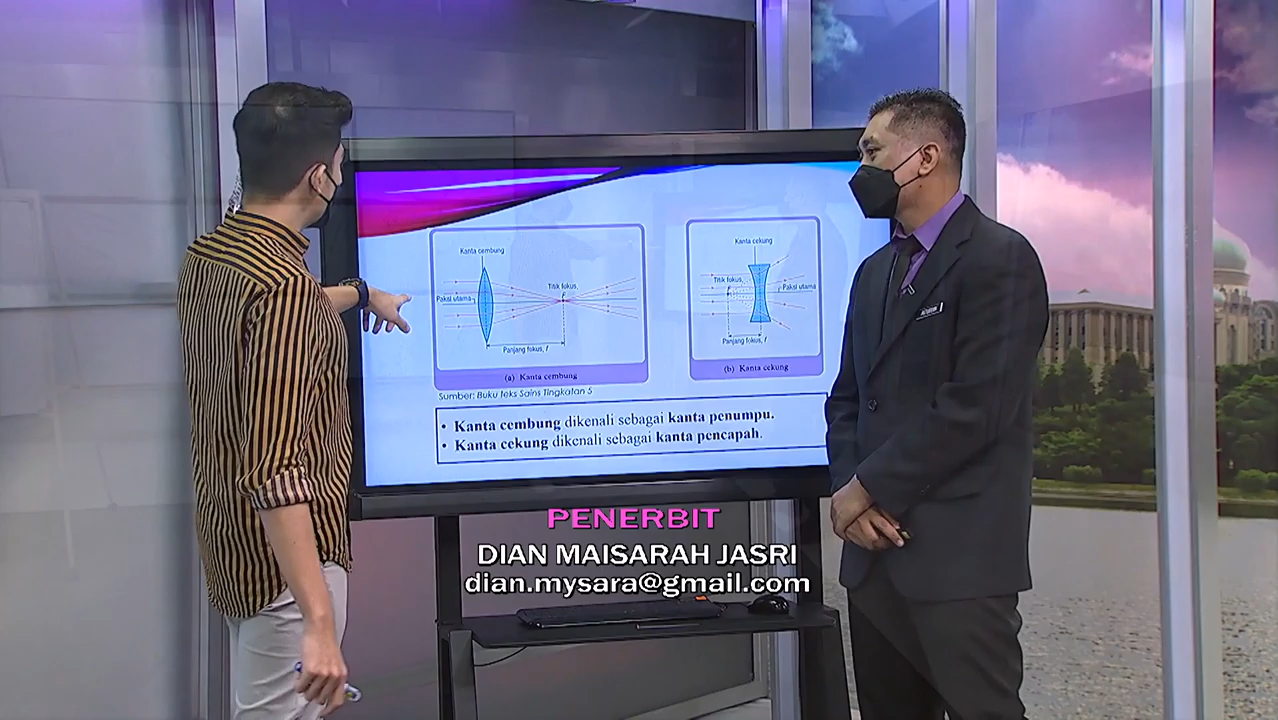 Kanta cembung
Paksi utama
Titik fokus,
Panjang fokus, f
(a) Kanta cembung
Kanta cekung
Titik fokus,
Paksi utama
Panjang fokus, f
(b) Kanta cekung
Sumber: Buku teks Sains Tingkatan 5
• Kanta cembung dikenali sebagai kanta penumpu.
• Kanta cekung dikenali sebagai kanta pencapah.
PENERBIT
DIAN MAISARAH JASRI
dian.mysara@gmail.com